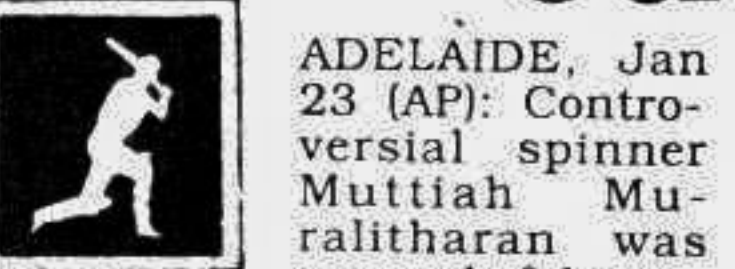 ADELAIDE, Jan
23 (AP): Contro-
versial spinner
Muttiah Mu-
ralitharan was